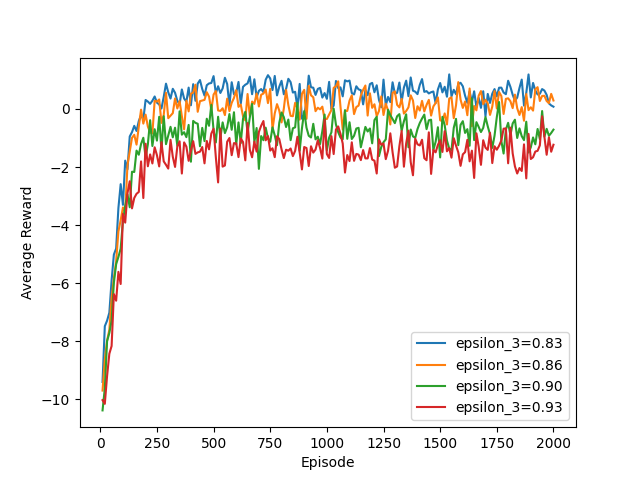 0
−2
−4
−6
−8
−10
Average Reward
0
250
500
750
1000
1250
1500
1750
2000
Episode
epsilon_3=0.83
epsilon_3=0.86
epsilon_3=0.90
epsilon_3=0.93